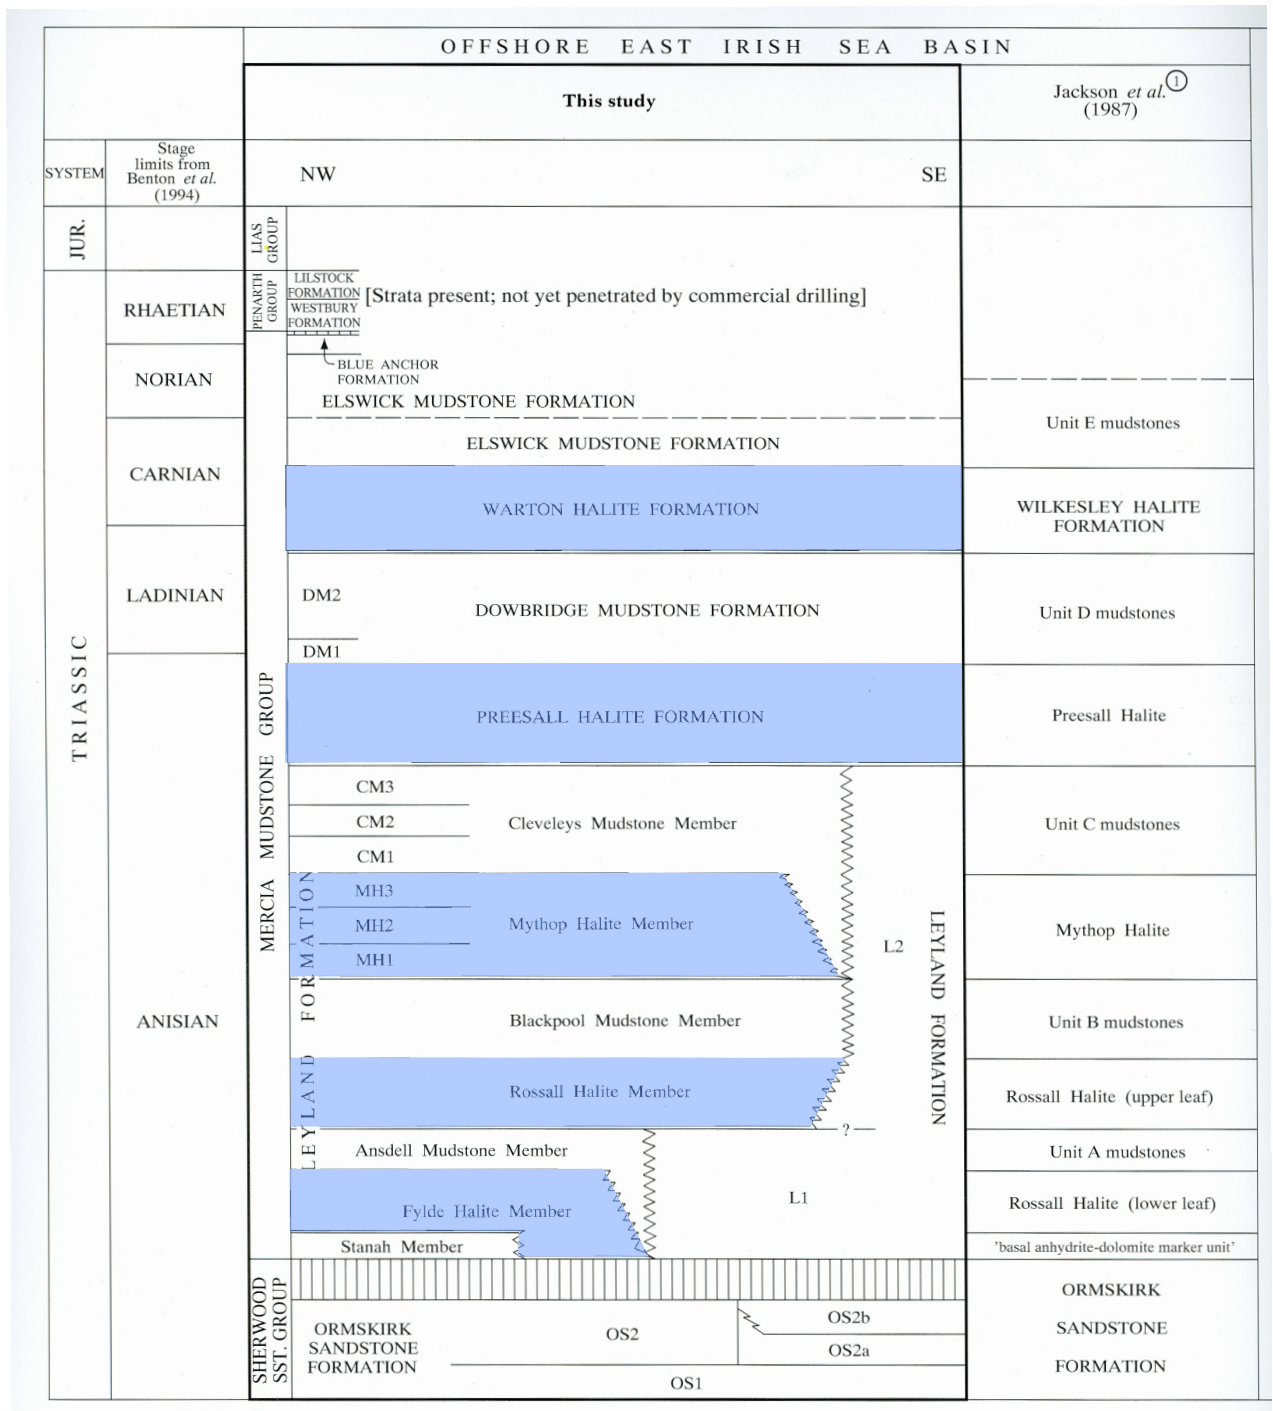 OFFSHORE EAST IRISH SEA BASIN
This study
Jackson et al. 1
(1987)
SYSTEM
Stage
limits from
Benton et al.
(1994)
NW
SE
JUR.
LIAS
GROUP
TRIASSIC
RHAETIAN
PENARTH
GROUP
LILSTOCK
FORMATION
WESTBURY
FORMATION
[Strata present; not yet penetrated by commercial drilling]
BLUE ANCHOR
FORMATION
NORIAN
ELSWICK MUDSTONE FORMATION
Unit E mudstones
CARNIAN
ELSWICK MUDSTONE FORMATION
WARTON HALITE FORMATION
WILKESLEY HALITE
FORMATION
LADINIAN
DM2
DOWBRIDGE MUDSTONE FORMATION
Unit D mudstones
DM1
MERCIA MUDSTONE GROUP
PREESALL HALITE FORMATION
Preesall Halite
CM3
CM2
Cleveleys Mudstone Member
Unit C mudstones
CM1
LEYLAND FORMATION
MH3
MH2
Mythop Halite Member
Mythop Halite
MH1
L2
LEYLAND FORMATION
ANISIAN
Blackpool Mudstone Member
Unit B mudstones
Rossall Halite Member
Rossall Halite (upper leaf)
?
Ansdell Mudstone Member
Unit A mudstones
L1
Fylde Halite Member
Rossall Halite (lower leaf)
Stanah Member
'basal anhydrite-dolomite marker unit'
SHERWOOD
SST. GROUP
ORMSKIRK
SANDSTONE
FORMATION
OS2
OS2b
OS2a
OS1
ORMSKIRK
SANDSTONE
FORMATION